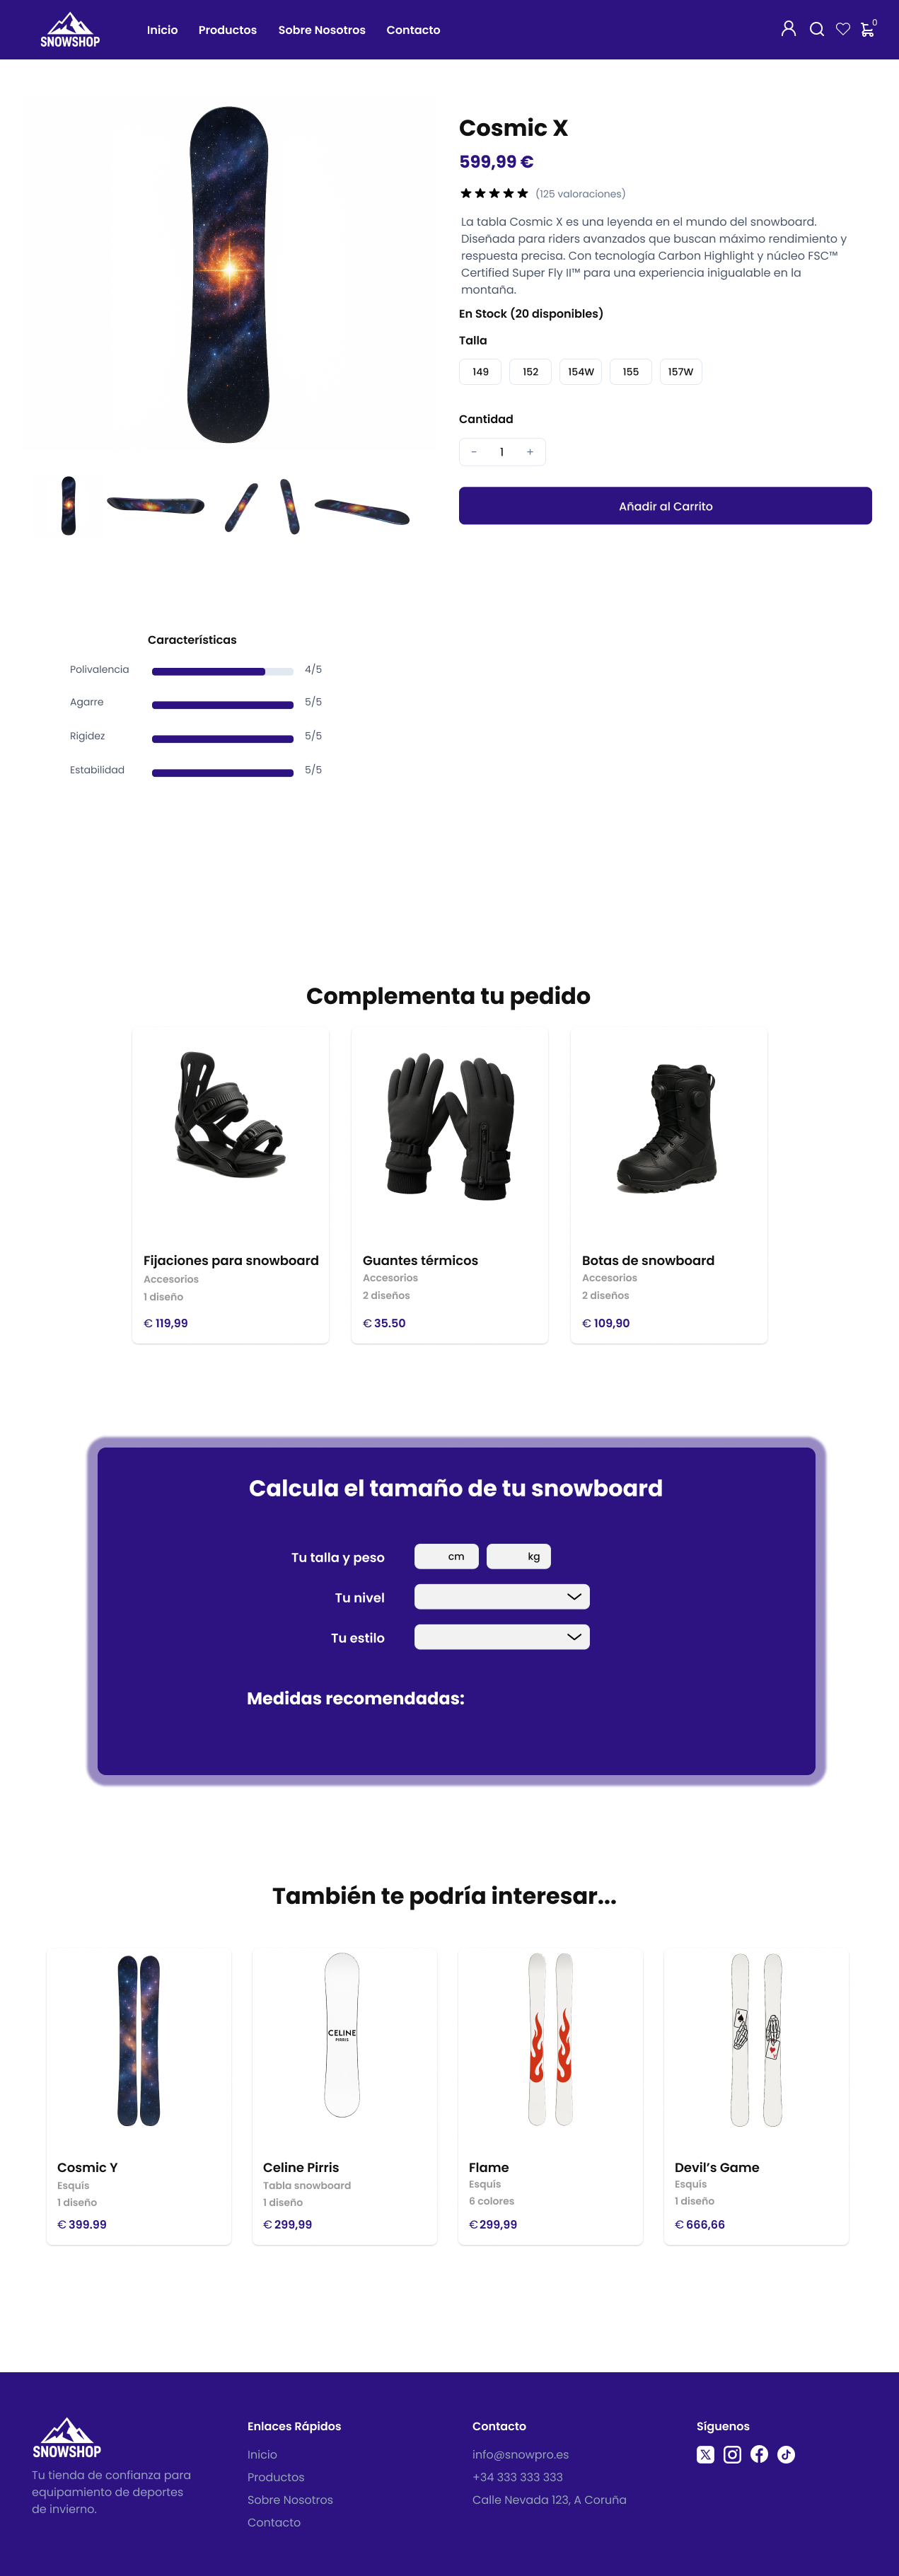 SNOWSHOP
Inicio
Productos
Sobre Nosotros
Contacto
0
Cosmic X
599,99 €
(125 valoraciones)
La tabla Cosmic X es una leyenda en el mundo del snowboard.
Diseñada para riders avanzados que buscan máximo rendimiento y
respuesta precisa. Con tecnología Carbon Highlight y núcleo FSC™
Certified Super Fly II™ para una experiencia inigualable en la
montaña.
En Stock (20 disponibles)
Talla
149
152
154W
155
157W
Cantidad
- 1 +
Añadir al Carrito
Características
Polivalencia 4/5
Agarre 5/5
Rigidez 5/5
Estabilidad 5/5
Complementa tu pedido
Fijaciones para snowboard
Accesorios
1 diseño
€ 119,99
Guantes térmicos
Accesorios
2 diseños
€ 35.50
Botas de snowboard
Accesorios
2 diseños
€ 109,90
Calcula el tamaño de tu snowboard
Tu talla y peso cm kg
Tu nivel
Tu estilo
Medidas recomendadas:
También te podría interesar...
Cosmic Y
Esquís
1 diseño
€ 399.99
CELINE
PIRRIS
Celine Pirris
Tabla snowboard
1 diseño
€ 299,99
Flame
Esquís
6 colores
€ 299,99
Devil’s Game
Esquís
1 diseño
€ 666,66
SNOWSHOP
Tu tienda de confianza para
equipamiento de deportes
de invierno.
Enlaces Rápidos
Inicio
Productos
Sobre Nosotros
Contacto
Contacto
info@snowpro.es
+34 333 333 333
Calle Nevada 123, A Coruña
Síguenos